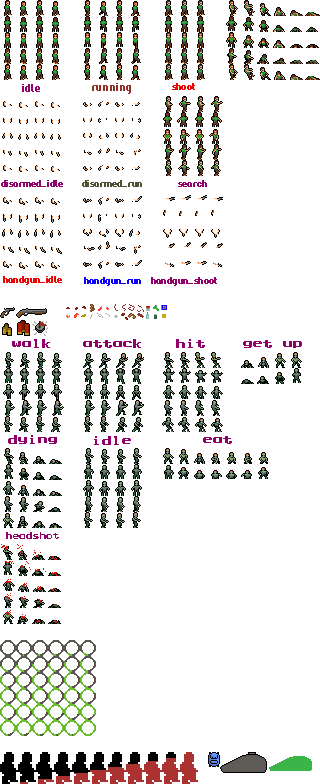 idle running shoot
disarmed_idle disarmed_run search
handgun_idle handgun_run handgun_shoot
walk attack hit get up
dying idle eat
headshot